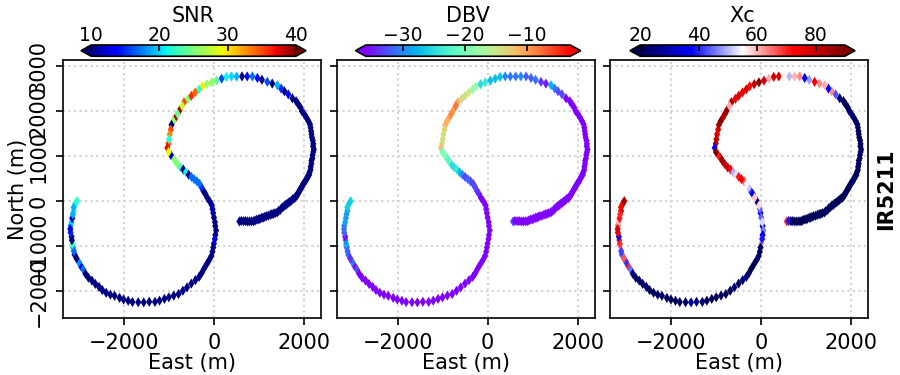 SNR DBV Xc
10 20 30 40 −30 −20 −10 20 40 60 80
North (m)
3000
2000
1000
0
−1000
−2000
−2000 0 2000 −2000 0 2000 −2000 0 2000
East (m) East (m) East (m)
IR5211